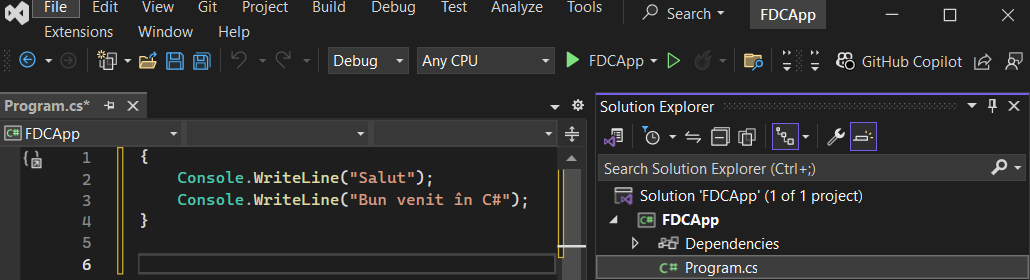 File Edit View Git Project Build Debug Test Analyze Tools Search FDCApp
Extensions Window Help
Debug Any CPU FDCApp GitHub Copilot
Program.cs*
FDCApp
1 {
2 Console.WriteLine("Salut");
3 Console.WriteLine("Bun venit în C#");
4 }
5
6
Solution Explorer
Search Solution Explorer (Ctrl+;)
Solution 'FDCApp' (1 of 1 project)
C# FDCApp
Dependencies
C# Program.cs